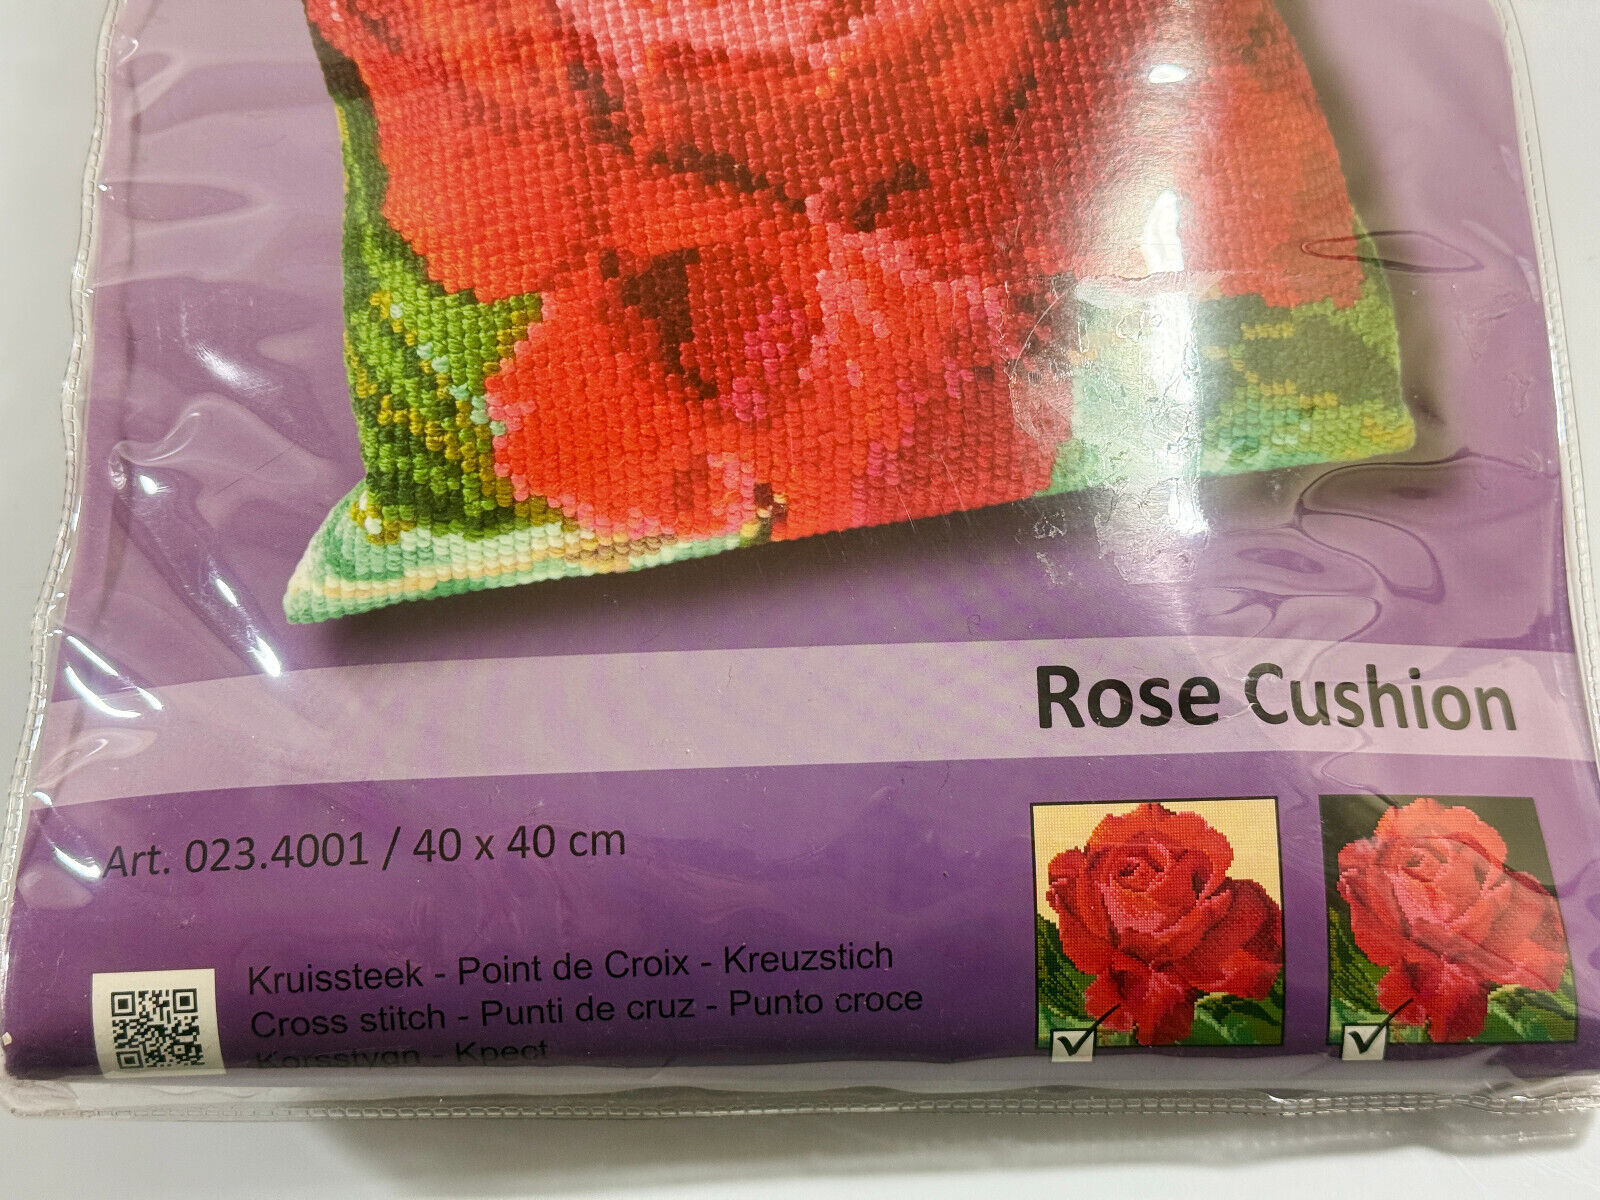 Rose Cushion
Art. 023.4001 / 40 x 40 cm
Kruissteek - Point de Croix - Kreuzstich
Cross stitch - Punti de cruz - Punto croce
Korsstygn - Крест